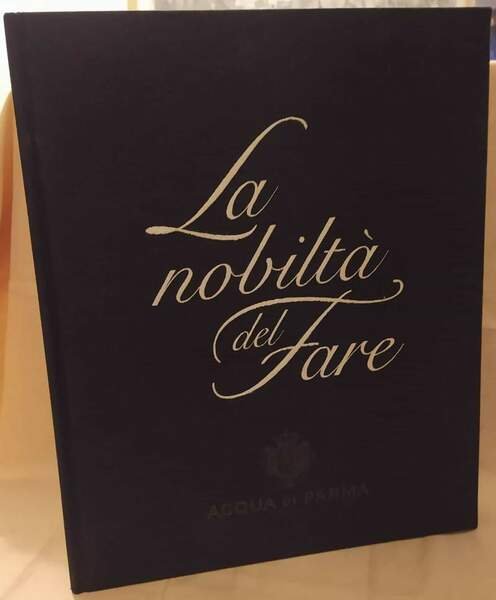 La
nobiltà
del Fare
ACQUA DI PARMA